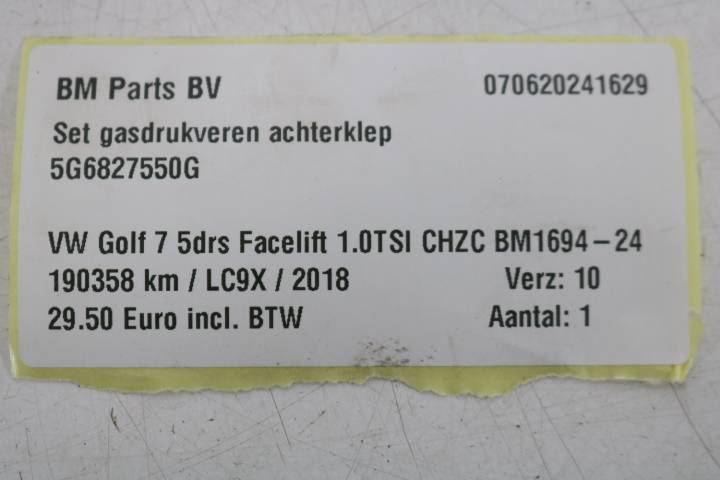 BM Parts BV 070620241629
Set gasdrukveren achterklep
5G6827550G
VW Golf 7 5drs Facelift 1.0TSI CHZC BM1694-24
190358 km / LC9X / 2018 Verz: 10
29.50 Euro incl. BTW Aantal: 1